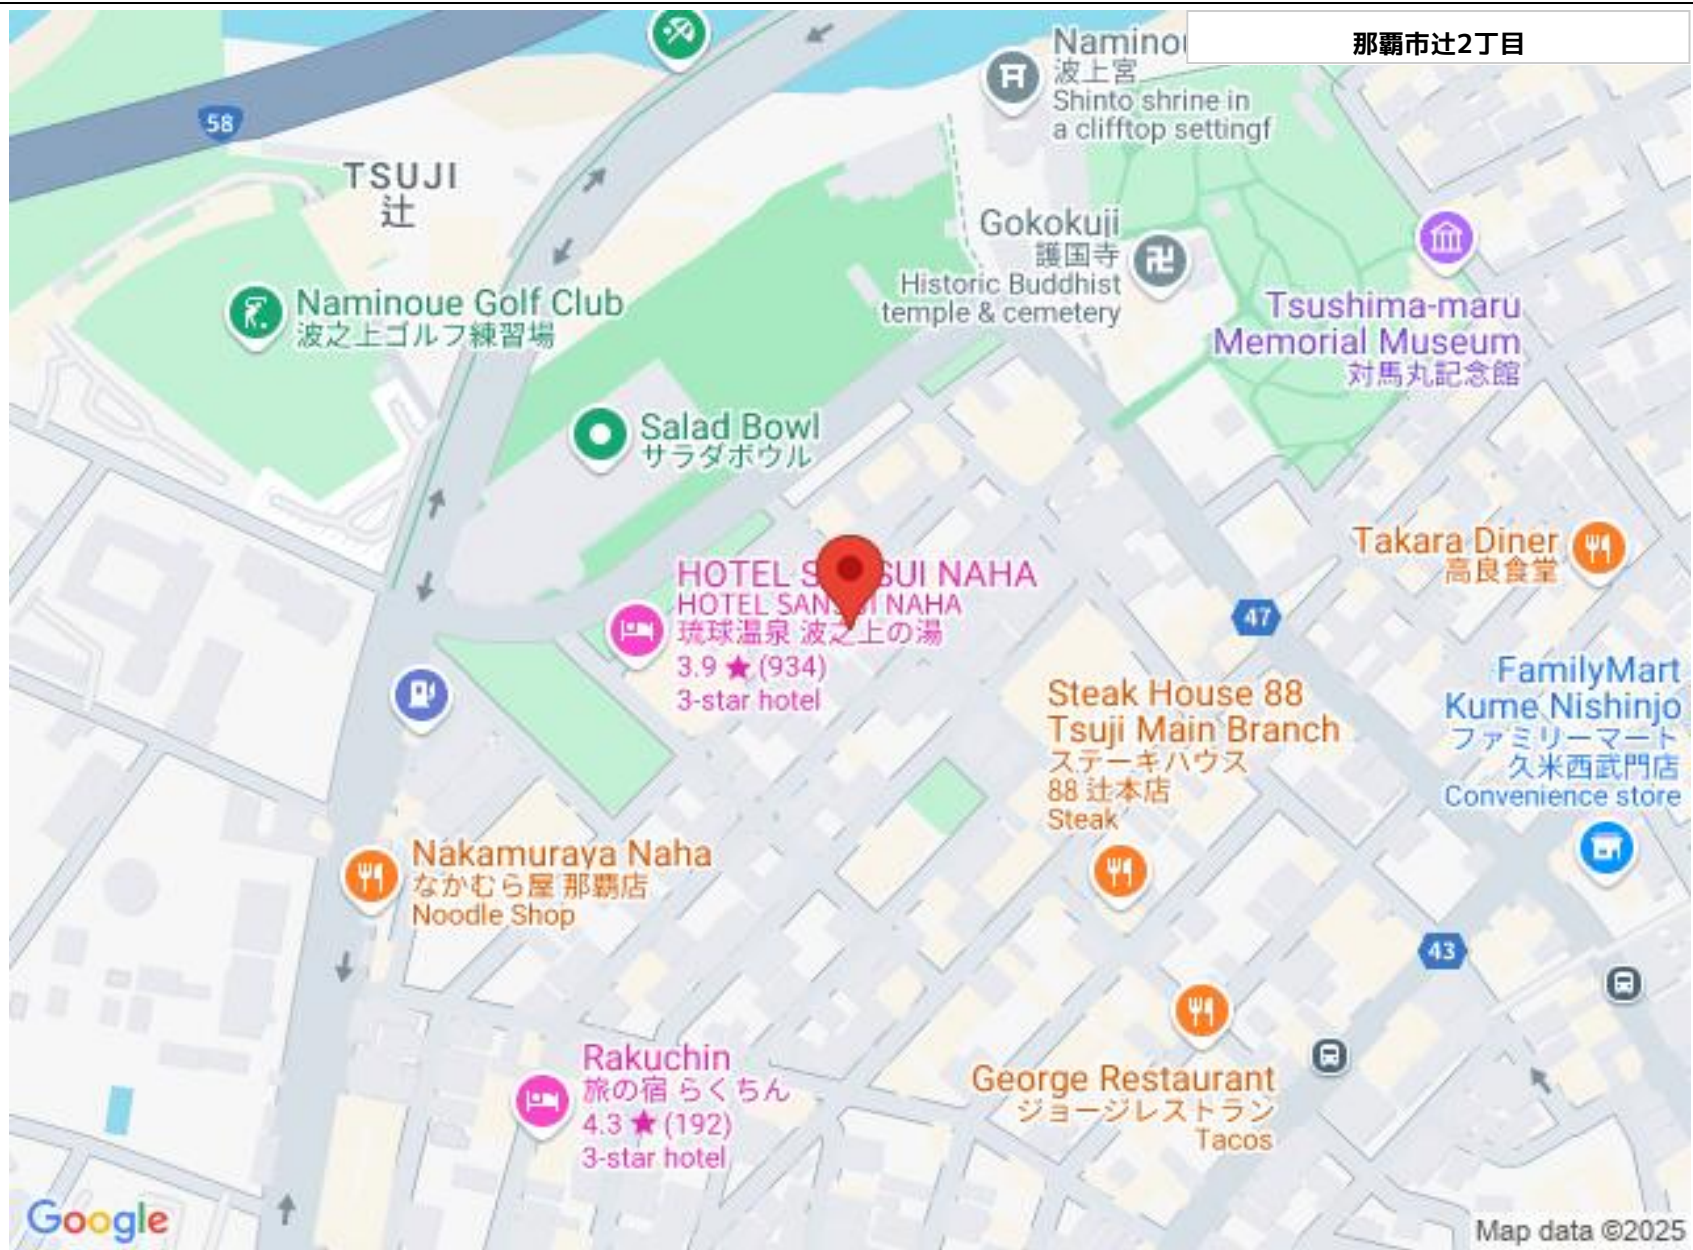 那覇市辻2丁目
58
TSUJI
辻
波上宮
Shinto shrine in
a clifftop settingf
Gokokuji
護国寺
Historic Buddhist
temple & cemetery
Naminoue Golf Club
波之上ゴルフ練習場
Tsushima-maru
Memorial Museum
対馬丸記念館
Salad Bowl
サラダボウル
Takara Diner
高良食堂
HOTEL
NAHA
HOTEL
NAHA
琉球温泉 波之上の湯
3.9 ★ (934)
3-star hotel
47
FamilyMart
Kume Nishinjo
ファミリーマート
久米西武門店
Convenience store
Steak House 88
Tsuji Main Branch
ステーキハウス
88 辻本店
Steak
Nakamuraya Naha
なかむら屋 那覇店
Noodle Shop
43
George Restaurant
ジョージレストラン
Tacos
Rakuchin
旅の宿 らくちん
4.3 ★ (192)
3-star hotel
Google
Map data ©2025